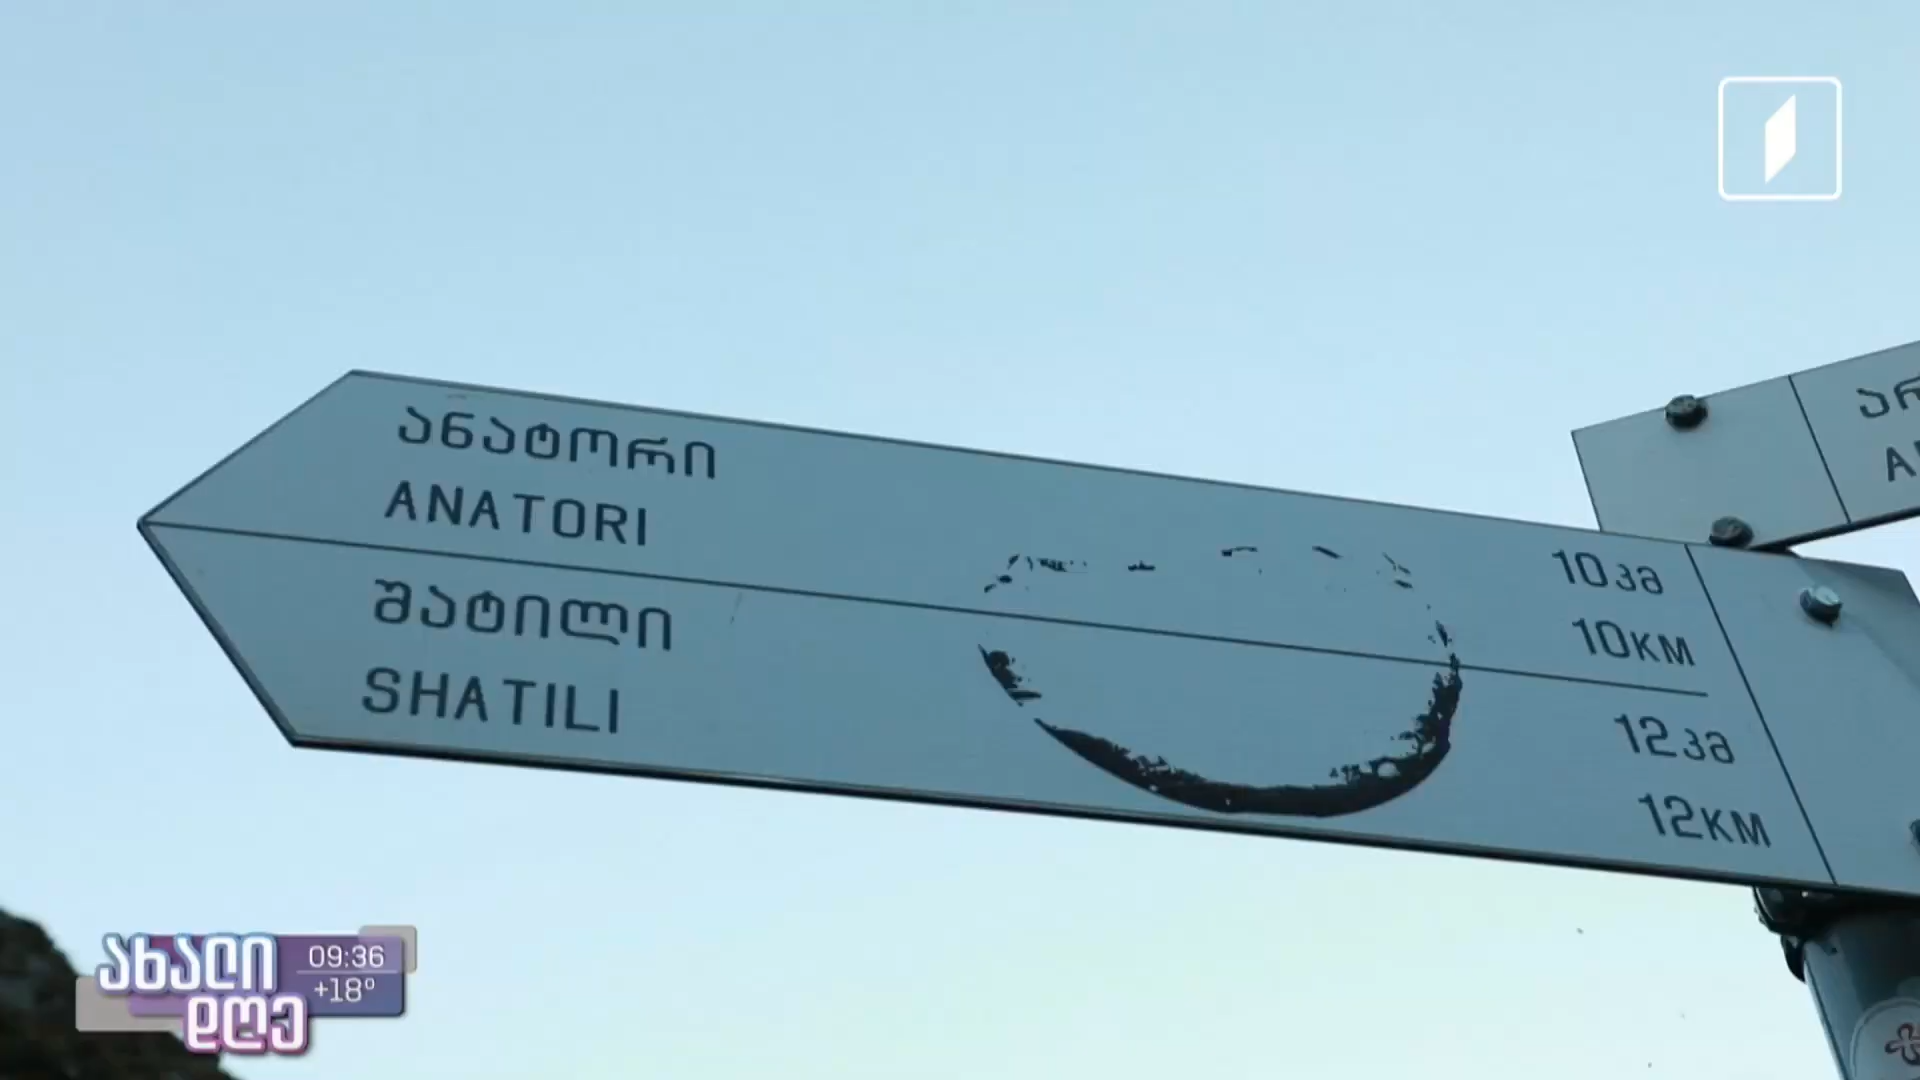 ანატორი
ANATORI
10კმ
10KM
შატილი
SHATILI
12კმ
12KM
ახალი
დღე
09:36
+18°